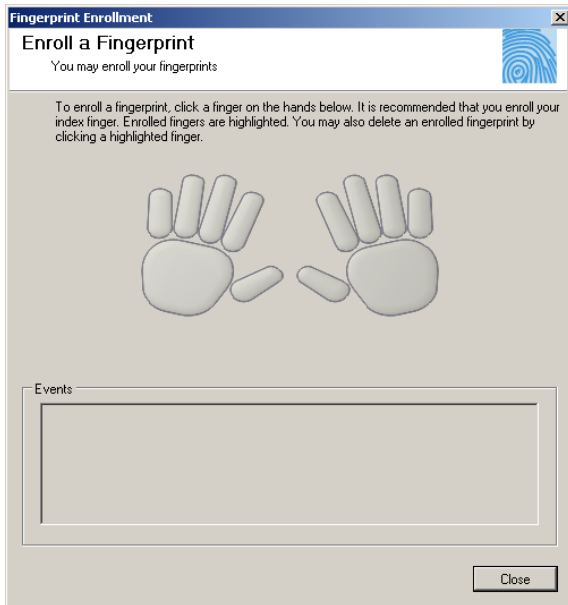 Fingerprint Enrollment
Enroll a Fingerprint
You may enroll your fingerprints
To enroll a fingerprint, click a finger on the hands below. It is recommended that you enroll your
index finger. Enrolled fingers are highlighted. You may also delete an enrolled fingerprint by
clicking a highlighted finger.
Events
Close